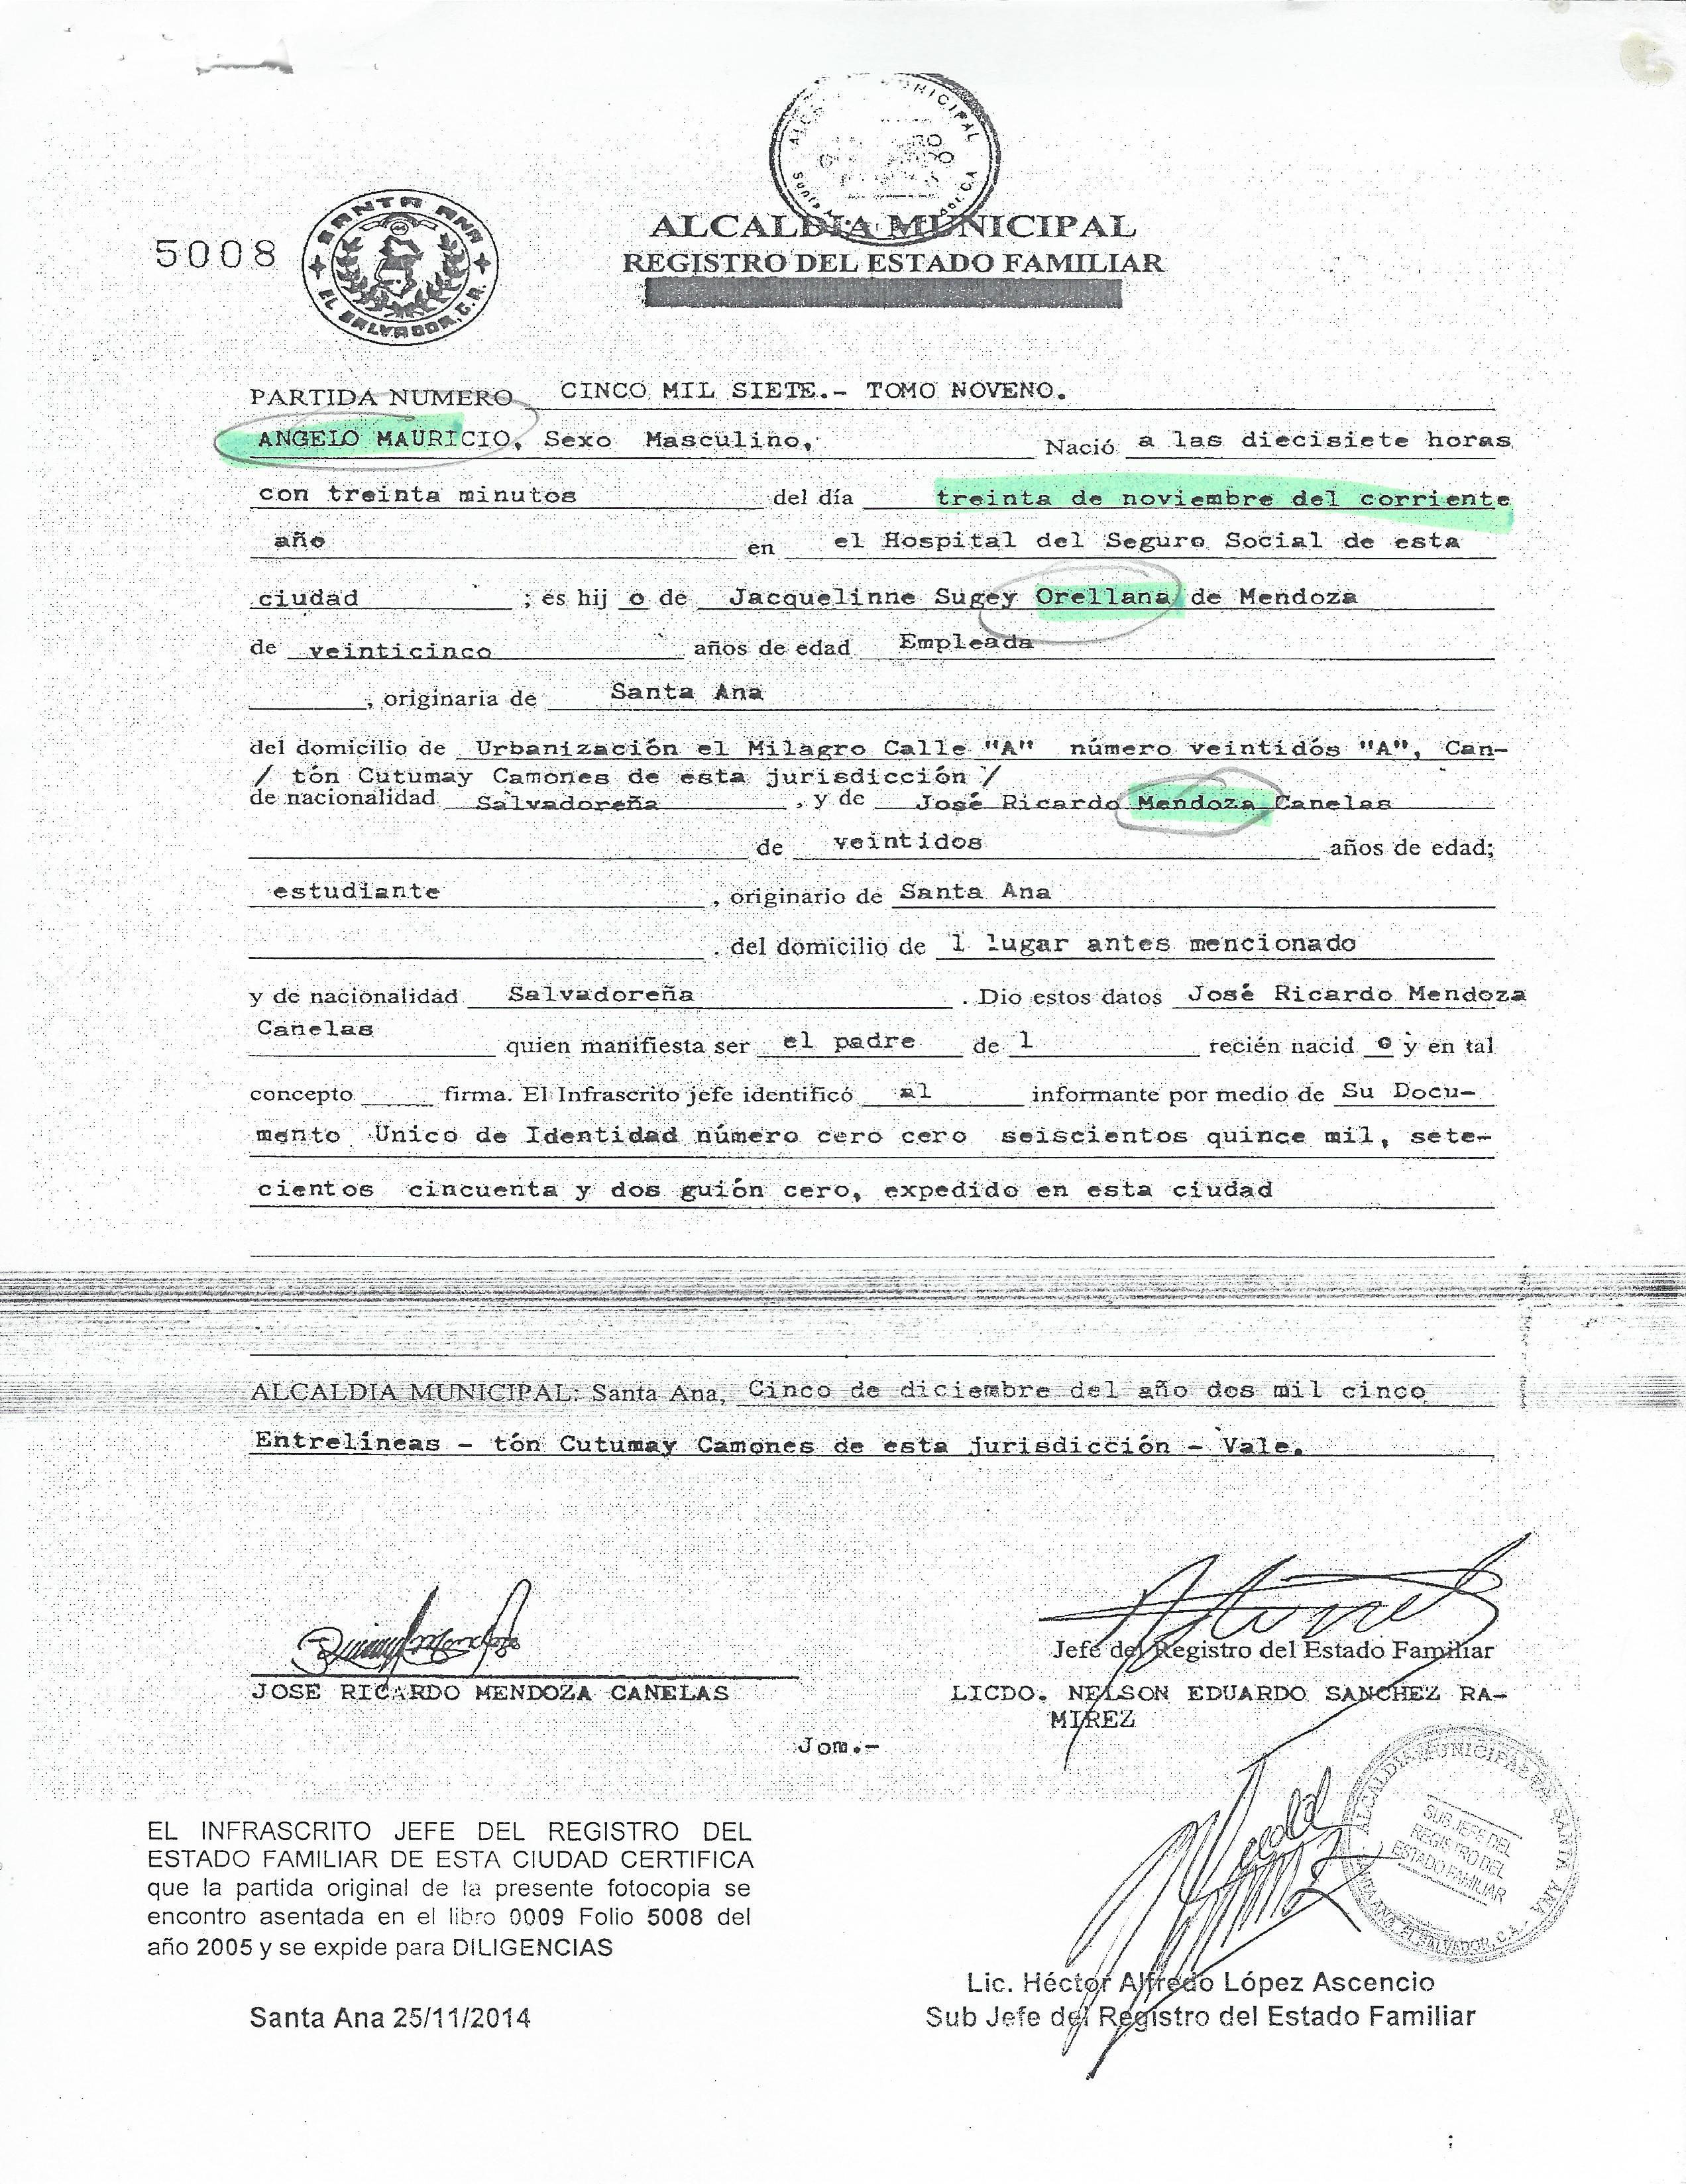 ALCALDIA MUNICIPAL
REGISTRO DEL ESTADO FAMILIAR
5008
SANTA ANA
EL SALVADOR, C.A.
PARTIDA NUMERO CINCO MIL SIETE.- TOMO NOVENO.
ANGELO MAURICIO, Sexo Masculino, Nació a las diecisiete horas
con treinta minutos del día treinta de noviembre del corriente
año en el Hospital del Seguro Social de esta
ciudad ; es hij o de Jacquelinne Sugey Orellana de Mendoza
de veinticinco años de edad Empleada
, originaria de Santa Ana
del domicilio de Urbanización el Milagro Calle "A" número veintidós "A", Can-
/ tón Cutumay Camones de esta jurisdicción /
de nacionalidad Salvadoreña , y de José Ricardo Mendoza Canelas
de veintidos años de edad;
estudiante , originario de Santa Ana
. del domicilio de l lugar antes mencionado
y de nacionalidad Salvadoreña . Dio estos datos José Ricardo Mendoza
Canelas quien manifiesta ser el padre de l recién nacid o y en tal
concepto firma. El Infrascrito jefe identificó al informante por medio de Su Docu-
mento Unico de Identidad número cero cero seiscientos quince mil, sete-
cientos cincuenta y dos guión cero, expedido en esta ciudad
ALCALDIA MUNICIPAL: Santa Ana, Cinco de diciembre del año dos mil cinco
Entrelíneas - tón Cutumay Camones de esta jurisdicción - Vale.
Jefe del Registro del Estado Familiar
JOSE RICARDO MENDOZA CANELAS LICDO. NELSON EDUARDO SANCHEZ RA-
MIREZ
Jom.-
ALCALDIA MUNICIPAL DE SANTA ANA
SUB JEFE DEL
REGISTRO DEL
ESTADO FAMILIAR
SANTA ANA, EL SALVADOR, C.A.
EL INFRASCRITO JEFE DEL REGISTRO DEL
ESTADO FAMILIAR DE ESTA CIUDAD CERTIFICA
que la partida original de la presente fotocopia se
encontro asentada en el libro 0009 Folio 5008 del
año 2005 y se expide para DILIGENCIAS
Santa Ana 25/11/2014
Lic. Héctor Alfredo López Ascencio
Sub Jefe del Registro del Estado Familiar